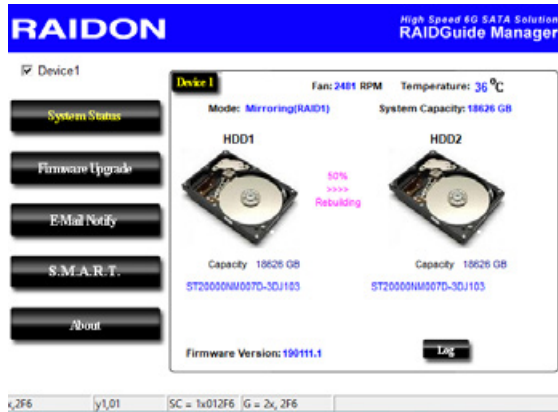 RAIDON
High Speed 6G SATA Solution
RAIDGuide Manager
Device1
System Status
Firmware Upgrade
E-Mail Notify
S.M.A.R.T.
About
Device 1
Fan: 2481 RPM Temperature: 36 °C
Mode: Mirroring(RAID1) System Capacity: 18626 GB
HDD1 HDD2
50%
>>>>
Rebuilding
Capacity 18626 GB Capacity 18626 GB
ST20000NM007D-3DJ103 ST20000NM007D-3DJ103
Firmware Version: 190111.1
Log
x,2F6 y1,01 SC = 1x012F6 G = 2x, 2F6